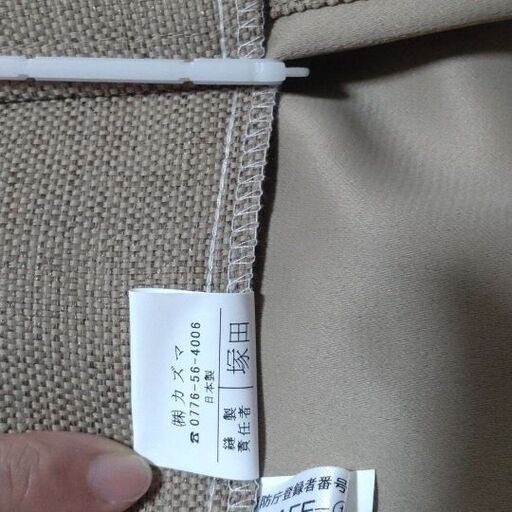 ㈱カズマ
☎0776-56-4006
日本製
縫製
責任者
塚田
防庁登録者番号